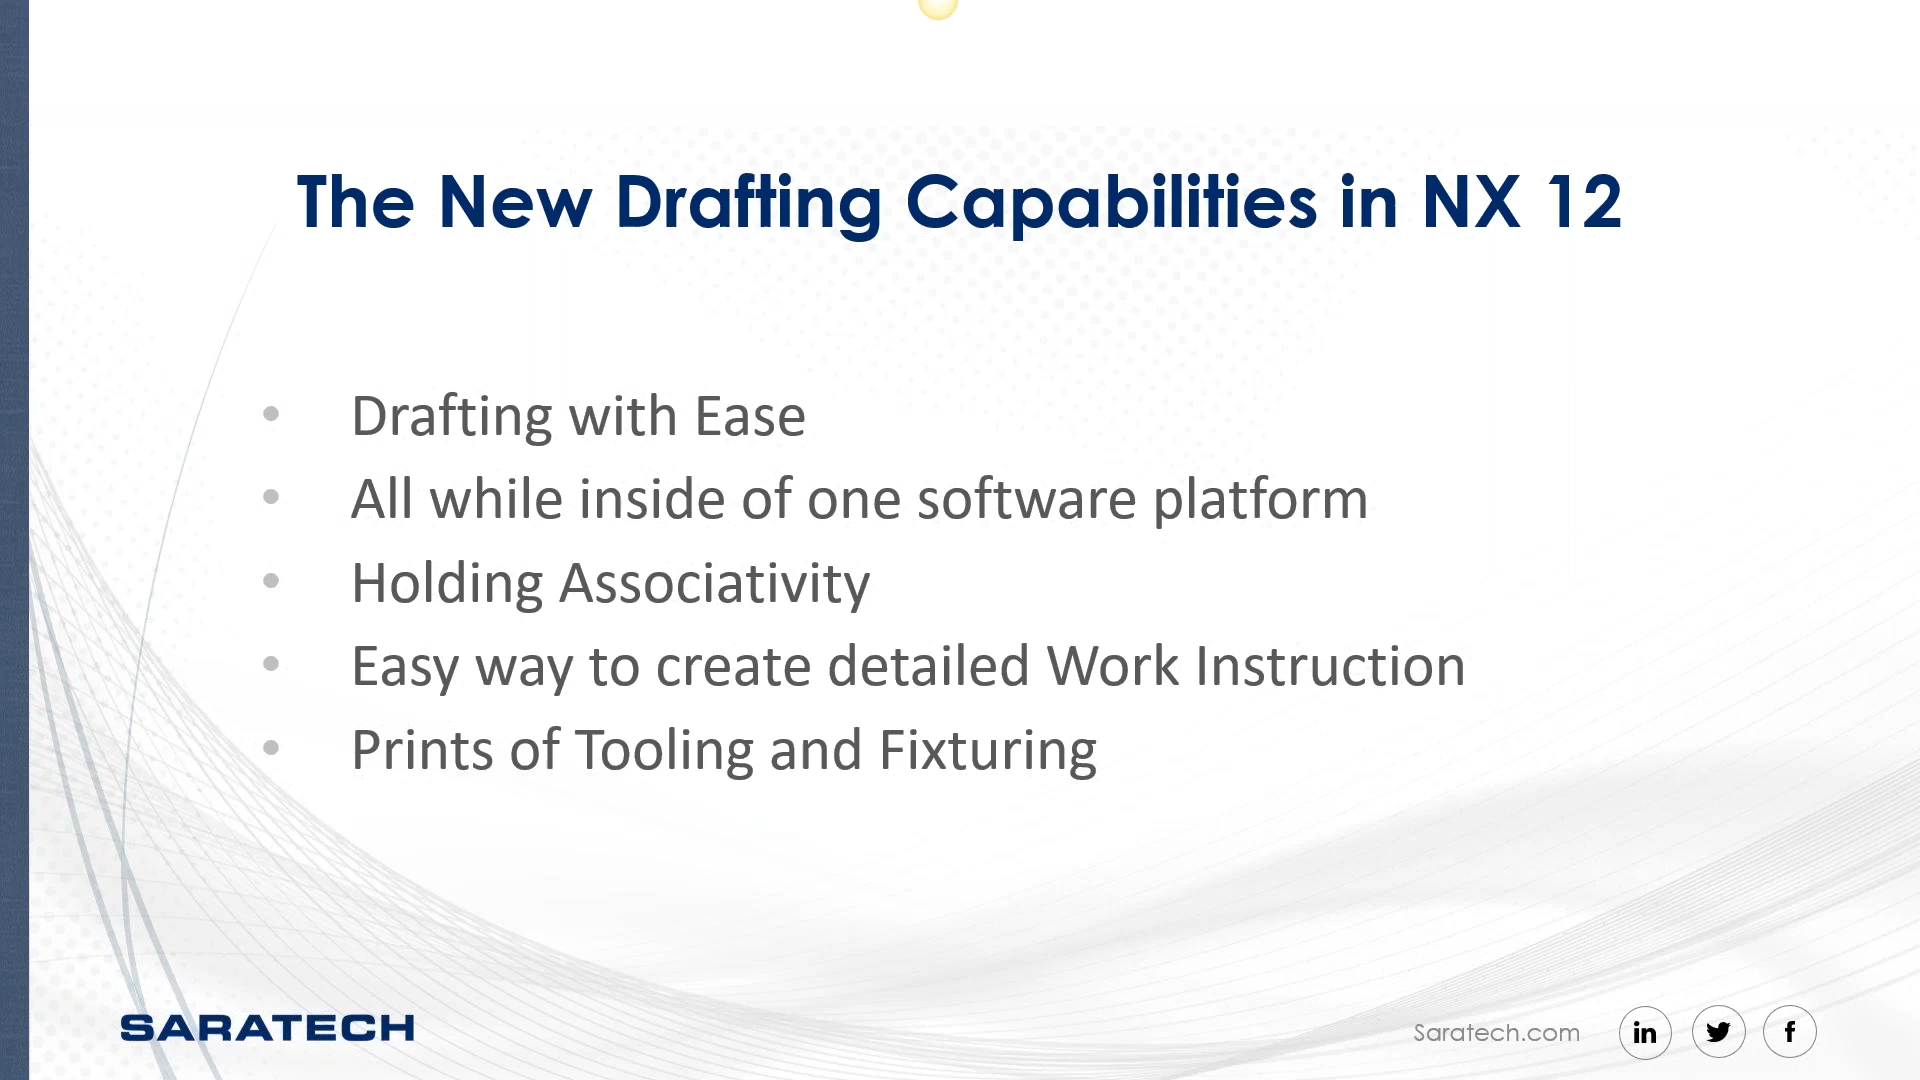 The New Drafting Capabilities in NX 12
• Drafting with Ease
• All while inside of one software platform
• Holding Associativity
• Easy way to create detailed Work Instruction
• Prints of Tooling and Fixturing
SARATECH
Saratech.com
in
f